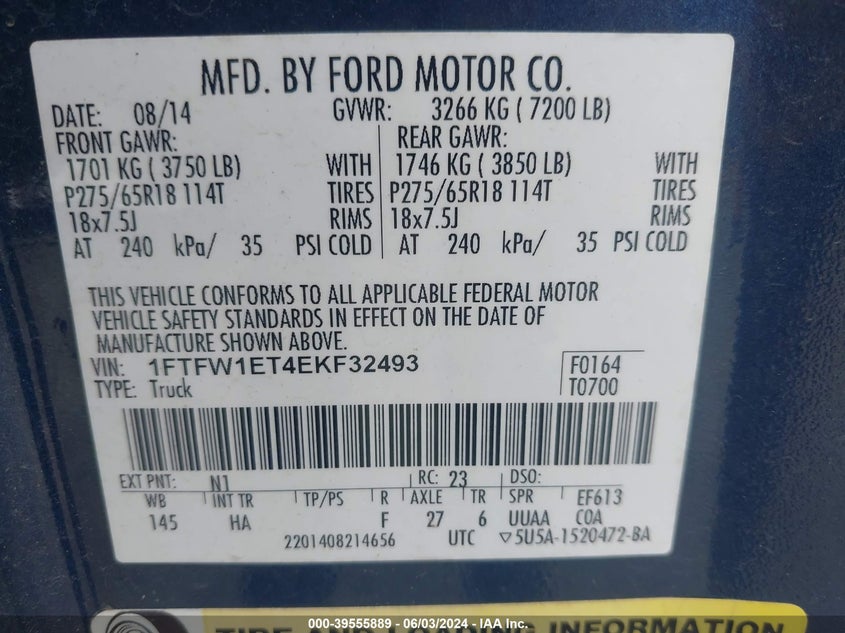 MFD. BY FORD MOTOR CO.
DATE: 08/14 GVWR: 3266 KG ( 7200 LB)
FRONT GAWR: REAR GAWR:
1701 KG ( 3750 LB) WITH 1746 KG ( 3850 LB) WITH
P275/65R18 114T TIRES P275/65R18 114T TIRES
18x7.5J RIMS 18x7.5J RIMS
AT 240 kPa/ 35 PSI COLD AT 240 kPa/ 35 PSI COLD
THIS VEHICLE CONFORMS TO ALL APPLICABLE FEDERAL MOTOR
VEHICLE SAFETY STANDARDS IN EFFECT ON THE DATE OF
MANUFACTURE SHOWN ABOVE.
VIN: 1FTFW1ET4EKF32493 F0164
TYPE: Truck T0700
EXT PNT: N1 RC: 23 DSO:
WB INT TR TP/PS R AXLE TR SPR EF613
145 HA F 27 6 UUAA COA
2201408214656 UTC ▽5U5A-1520472-BA
TIRE AND LOADING INFORMATION
000-39555889 - 06/03/2024 - IAA Inc.